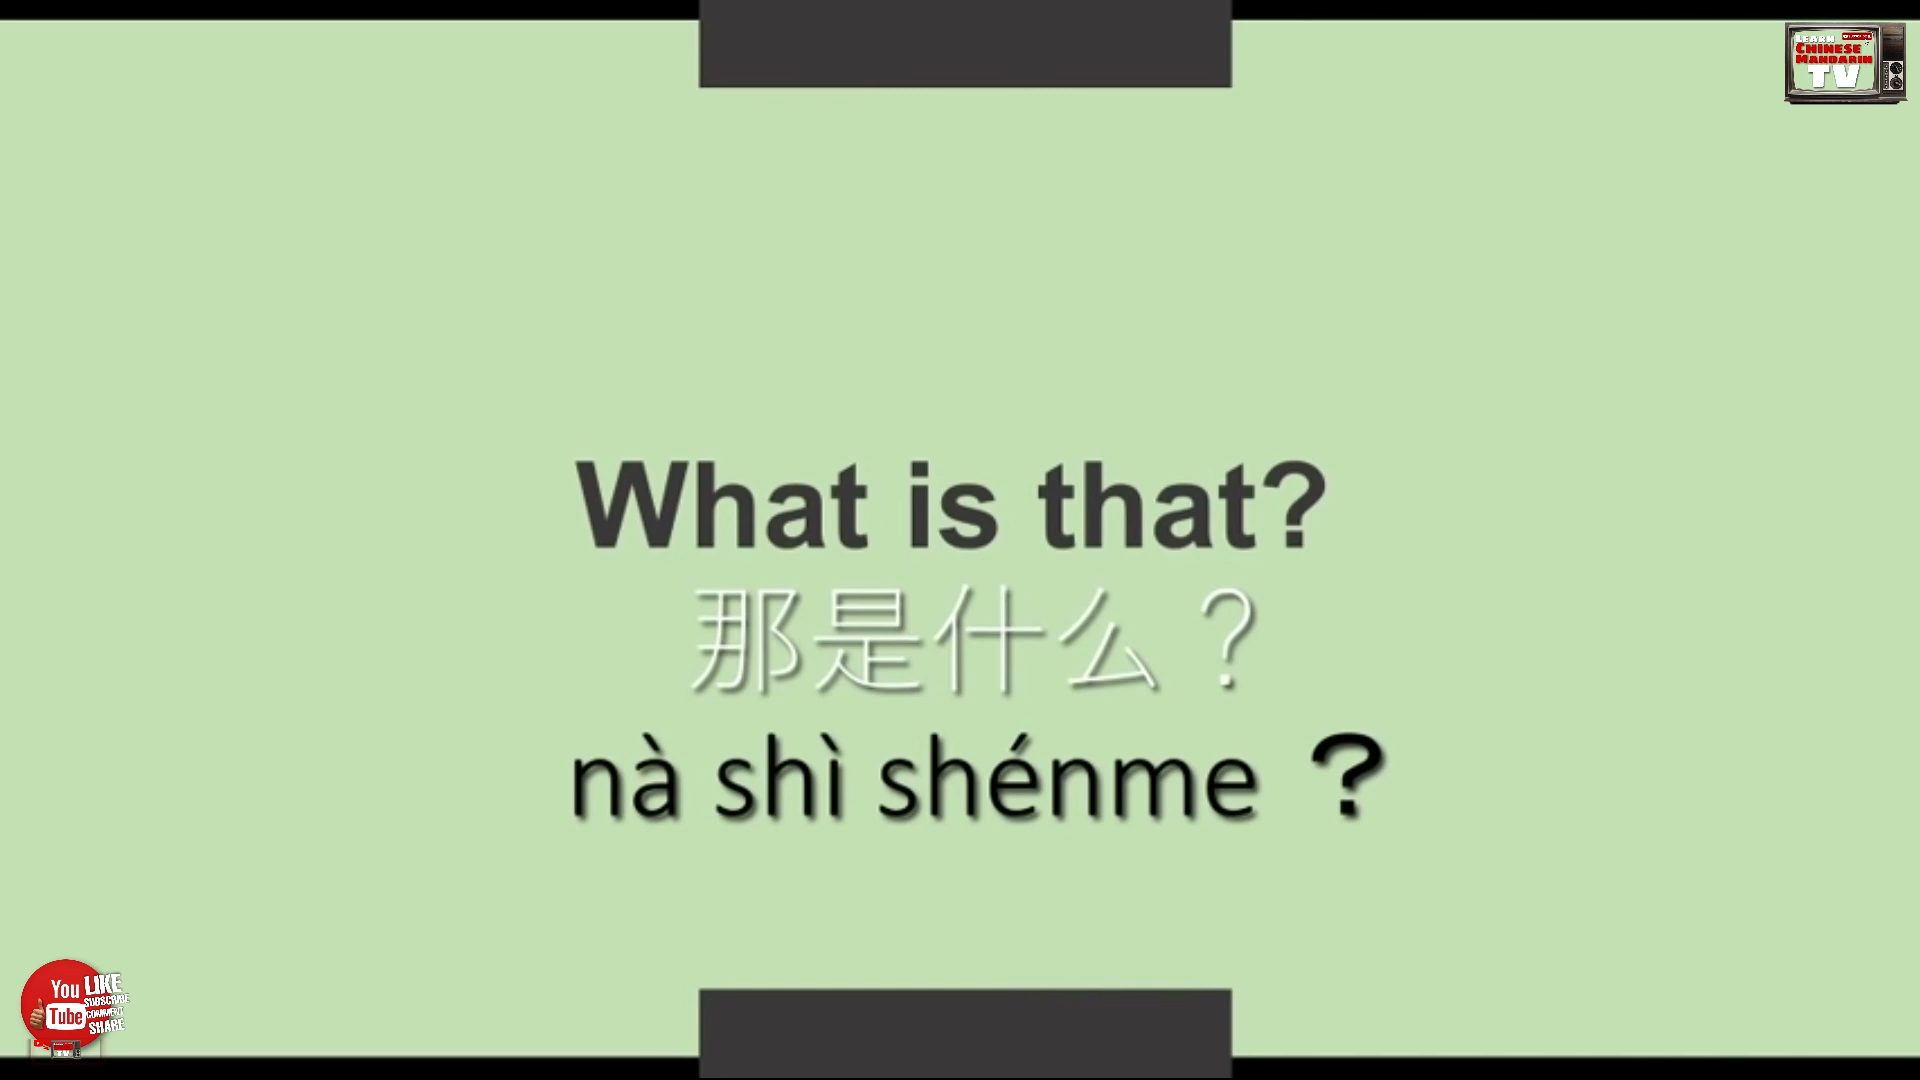 LEARN
CHINESE
MANDARIN
TV
What is that?
那是什么？
nà shì shénme ？
You
Tube
LIKE
SUBSCRIBE
COMMENT
SHARE